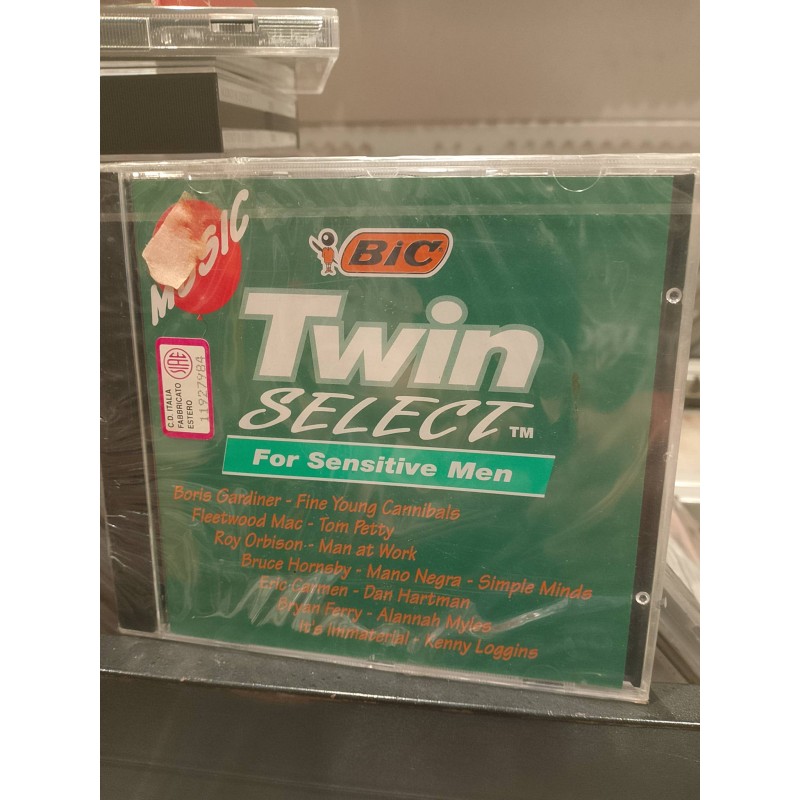 MUSIC
BiC
Twin
SELECT™
For Sensitive Men
SIAE
C.D. ITALIA
FABBRICATO
ESTERO
11927984
Boris Gardiner - Fine Young Cannibals
Fleetwood Mac - Tom Petty
Roy Orbison - Man at Work
Bruce Hornsby - Mano Negra - Simple Minds
Eric Carmen - Dan Hartman
Bryan Ferry - Alannah Myles
It's Immaterial - Kenny Loggins